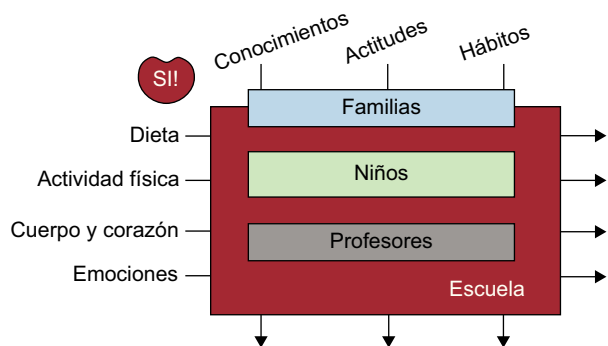 Conocimientos
Actitudes
Hábitos
SI!
Familias
Dieta
Niños
Actividad física
Cuerpo y corazón
Profesores
Emociones
Escuela